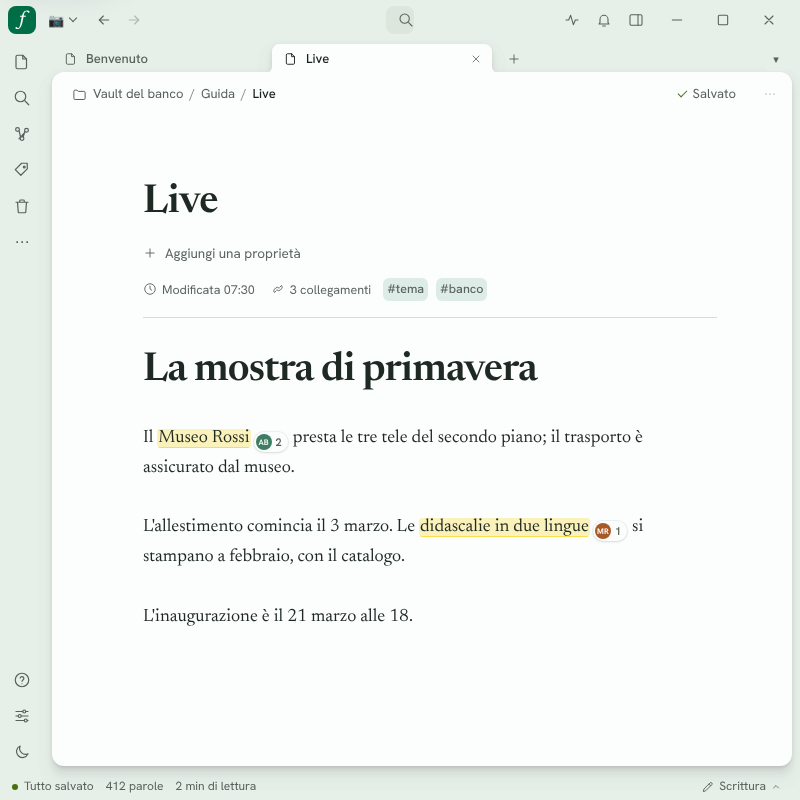 f
Benvenuto
Live
Vault del banco / Guida / Live
Salvato
Live
Aggiungi una proprietà
Modificata 07:30 3 collegamenti #tema #banco
La mostra di primavera
Il Museo Rossi AB 2 presta le tre tele del secondo piano; il trasporto è
assicurato dal museo.
L'allestimento comincia il 3 marzo. Le didascalie in due lingue MR 1 si
stampano a febbraio, con il catalogo.
L'inaugurazione è il 21 marzo alle 18.
Tutto salvato 412 parole 2 min di lettura
Scrittura